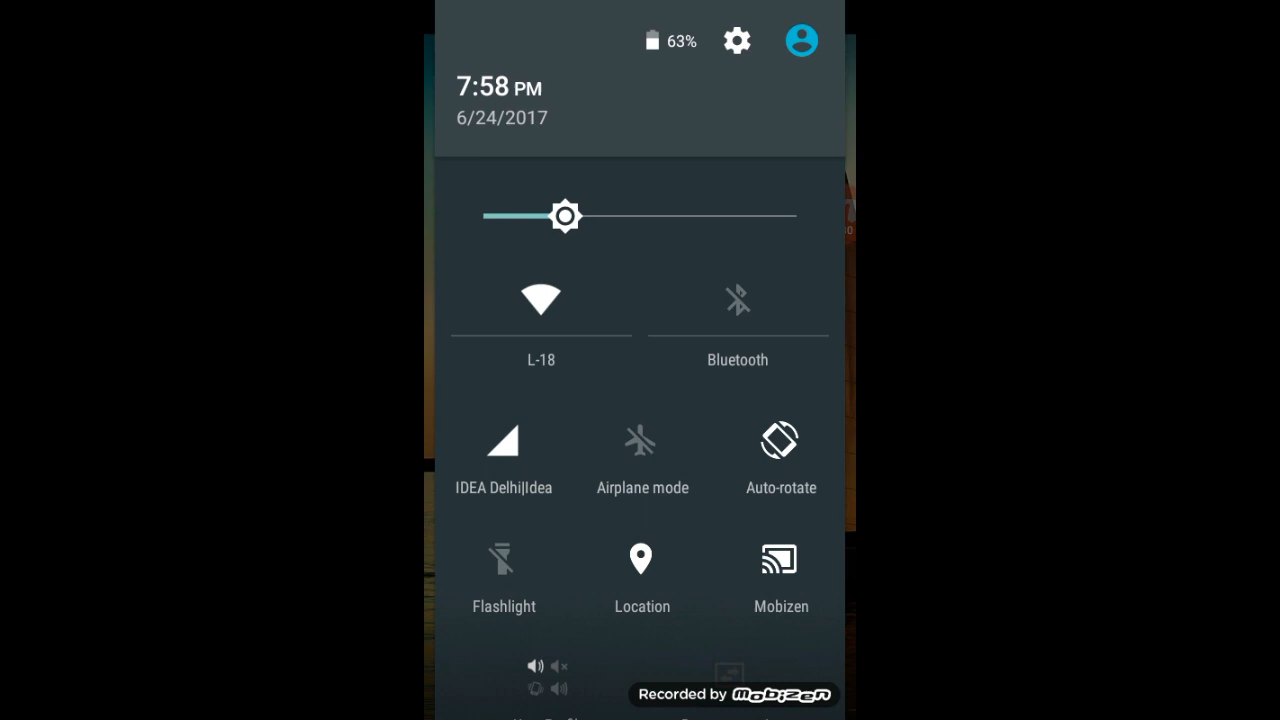 63%
7:58 PM
6/24/2017
L-18
Bluetooth
IDEA Delhi|Idea
Airplane mode
Auto-rotate
Flashlight
Location
Mobizen
Recorded by mobizen